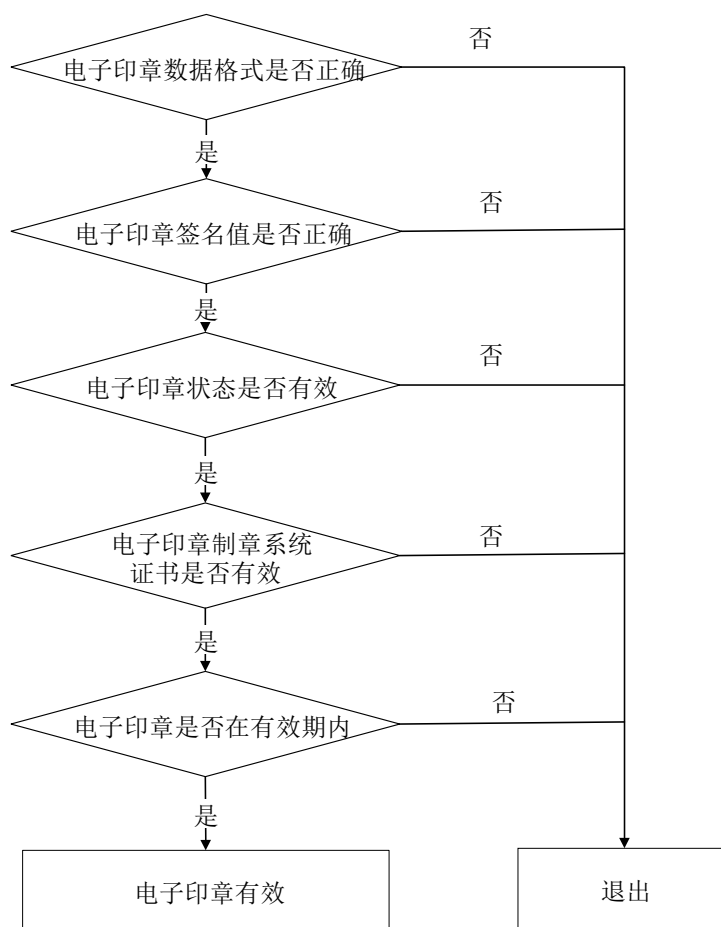 否
电子印章数据格式是否正确
是
否
电子印章签名值是否正确
是
否
电子印章状态是否有效
是
否
电子印章制章系统
证书是否有效
是
否
电子印章是否在有效期内
是
电子印章有效
退出